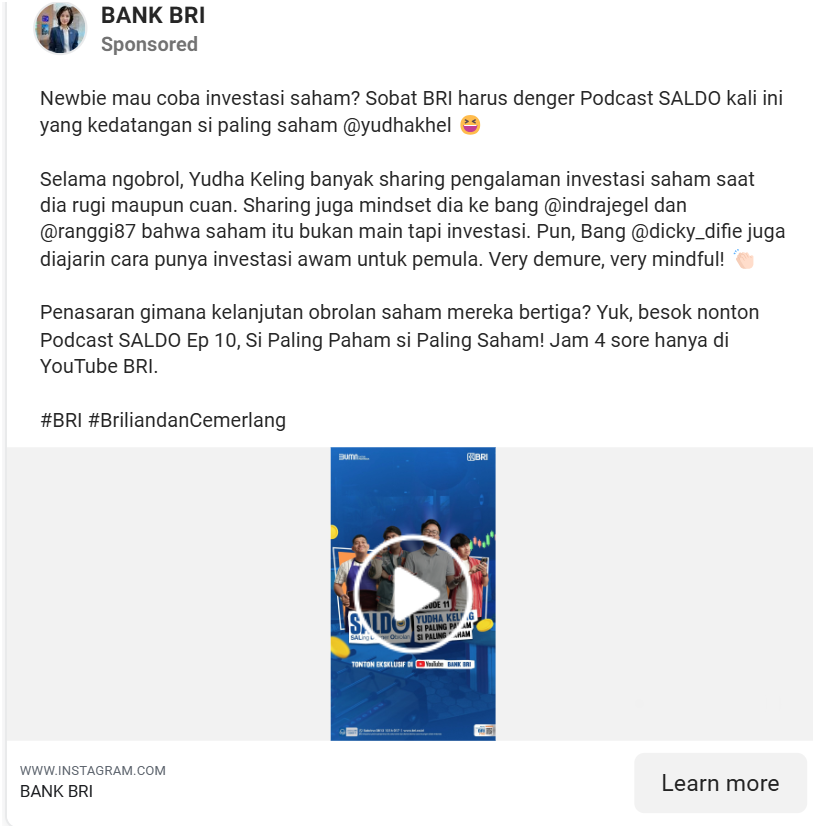 BANK BRI
Sponsored
Newbie mau coba investasi saham? Sobat BRI harus denger Podcast SALDO kali ini
yang kedatangan si paling saham @yudhakhel 😆
Selama ngobrol, Yudha Keling banyak sharing pengalaman investasi saham saat
dia rugi maupun cuan. Sharing juga mindset dia ke bang @indrajegel dan
@ranggi87 bahwa saham itu bukan main tapi investasi. Pun, Bang @dicky_difie juga
diajarin cara punya investasi awam untuk pemula. Very demure, very mindful! 👏🏻
Penasaran gimana kelanjutan obrolan saham mereka bertiga? Yuk, besok nonton
Podcast SALDO Ep 10, Si Paling Paham si Paling Saham! Jam 4 sore hanya di
YouTube BRI.
#BRI #BriliandanCemerlang
BUMN
BRI
SODE 11
SALDO
YUDHA KELING
SI PALING PAHAM
SI PALING SAHAM
TONTON EKSKLUSIF DI YouTube BANK BRI
WWW.INSTAGRAM.COM
BANK BRI
Learn more